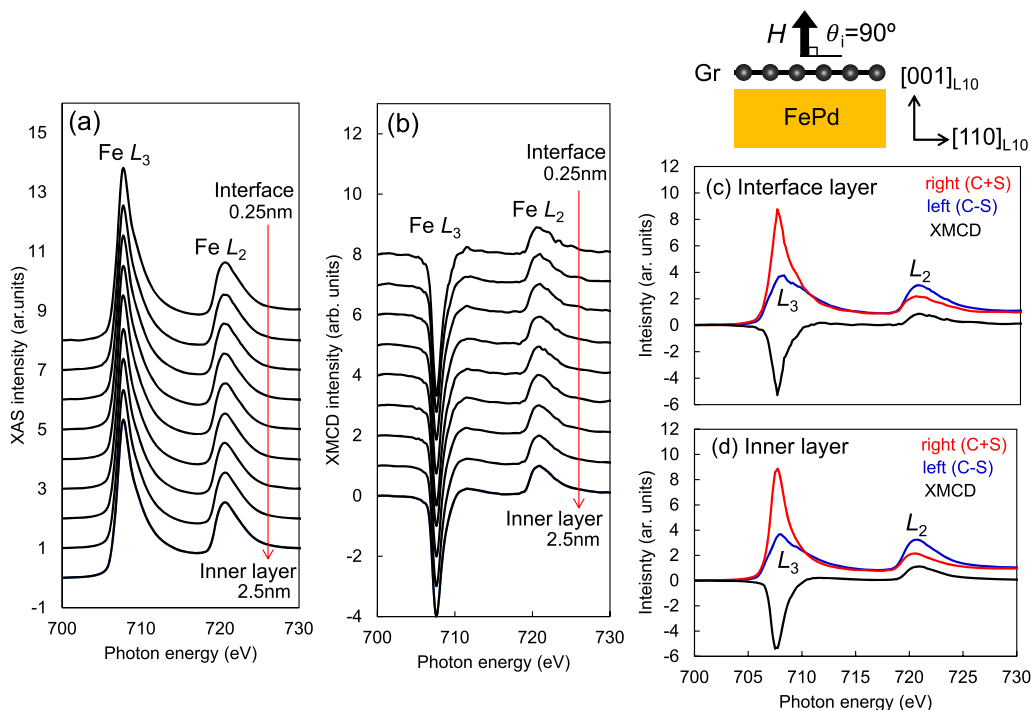 (a)
XAS intensity (ar.units)
15
13
11
9
7
5
3
1
-1
Fe L3
Fe L2
Interface
0.25nm
Inner layer
2.5nm
700
710
720
730
Photon energy (eV)
(b)
XMCD intensity (arb. units)
12
10
8
6
4
2
0
-2
-4
Interface
0.25nm
Fe L3
Fe L2
Inner layer
2.5nm
700
710
720
730
Photon energy (eV)
H
θi=90º
Gr
FePd
[001]L10
[110]L10
(c) Interface layer
right (C+S)
left (C-S)
XMCD
Inteisnty (ar. units)
12
10
8
6
4
2
0
-2
-4
-6
L3
L2
(d) Inner layer
right (C+S)
left (C-S)
XMCD
Inteisnty (ar. units)
12
10
8
6
4
2
0
-2
-4
-6
L3
L2
700
705
710
715
720
725
730
Photon energy (eV)